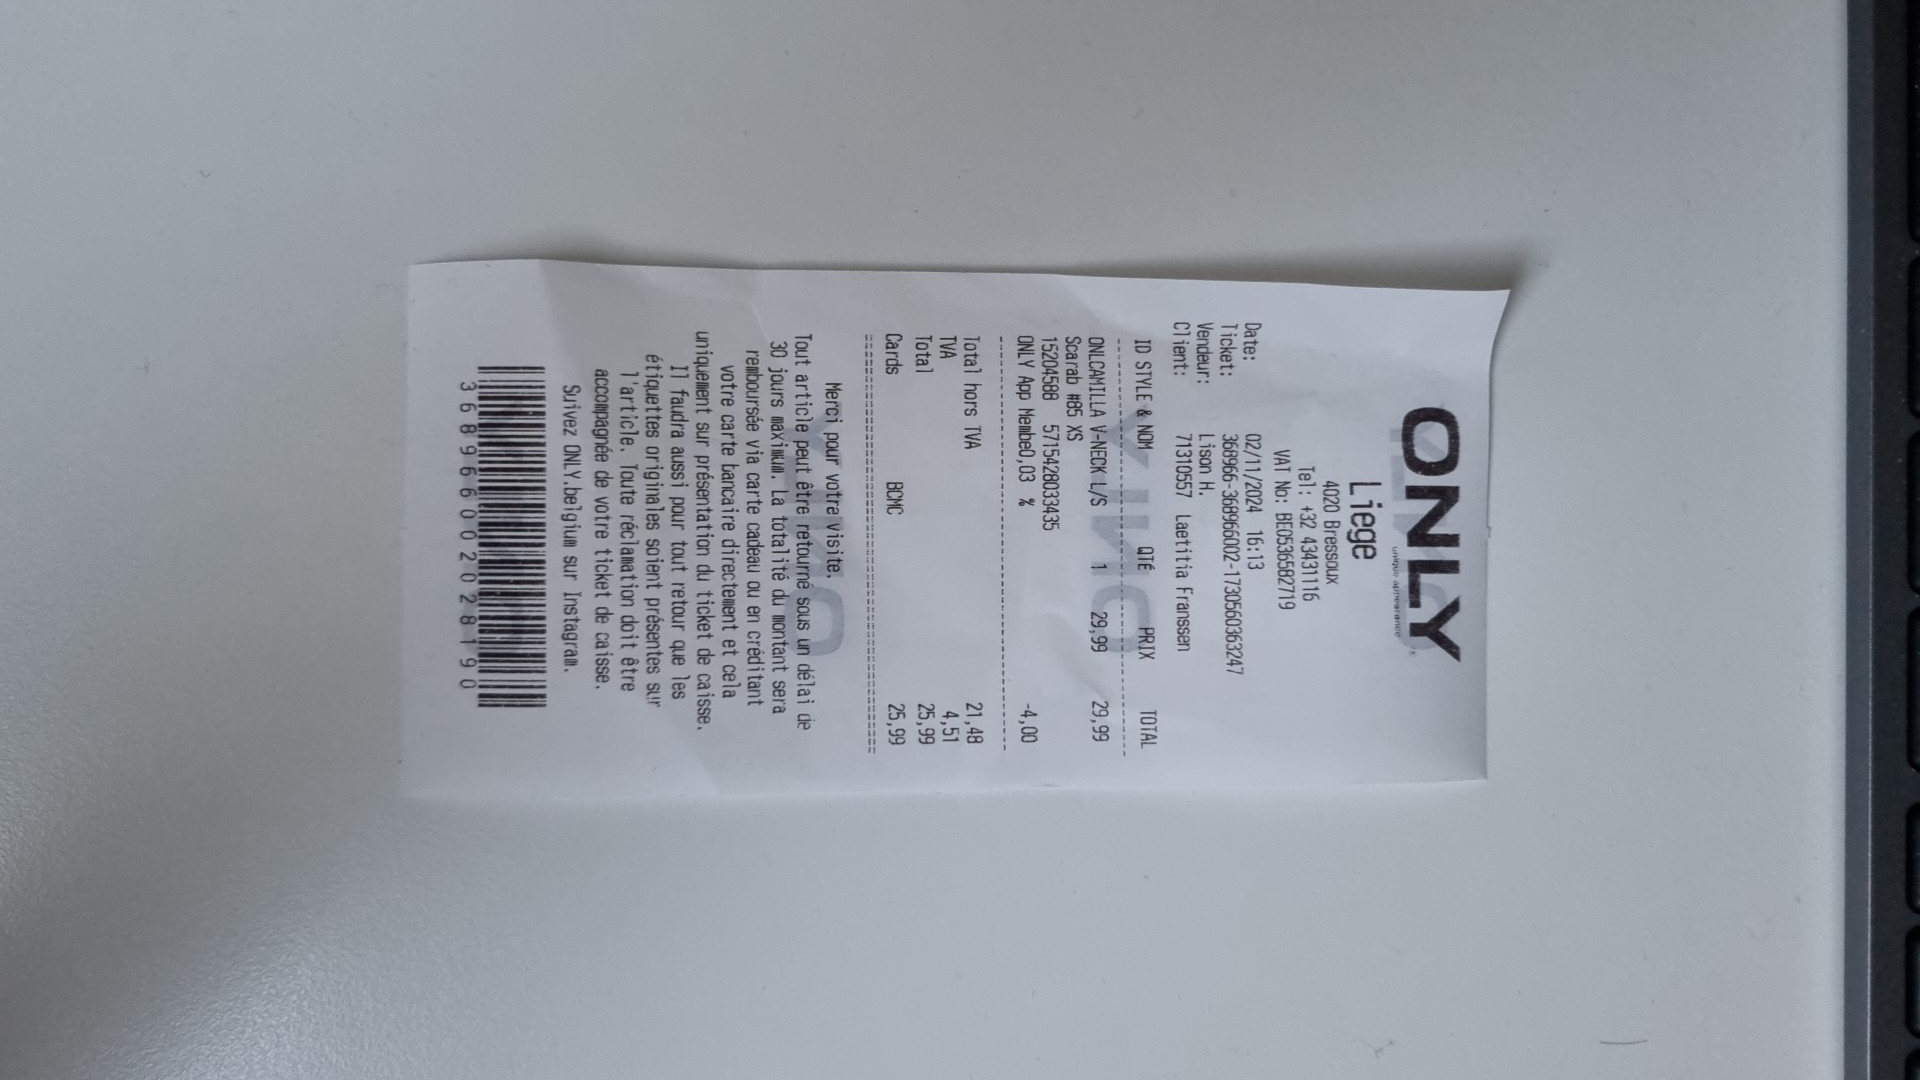 ONLY
unique appearance
Liege
4020 Bressoux
Tel: +32 43431116
VAT No: BE0536582719
Date: 02/11/2024 16:13
Ticket: 368966-368966002-1730560363247
Vendeur: Lison H.
Client: 71310557 Laetitia Franssen
ID STYLE & NOM QTÉ PRIX TOTAL
ONLCAMILLA V-NECK L/S 1 29,99 29,99
Scarab #85 XS
15204588 5715428033435
ONLY App Membe0,03 % -4,00
Total hors TVA 21,48
TVA 4,51
Total 25,99
Cards BCMC 25,99
Merci pour votre visite.
Tout article peut être retourné sous un délai de
30 jours maximum. La totalité du montant sera
remboursée via carte cadeau ou en créditant
votre carte bancaire directement et cela
uniquement sur présentation du ticket de caisse.
Il faudra aussi pour tout retour que les
étiquettes originales soient présentes sur
l'article. Toute réclamation doit être
accompagnée de votre ticket de caisse.
Suivez ONLY.belgium sur Instagram.
368966002028190